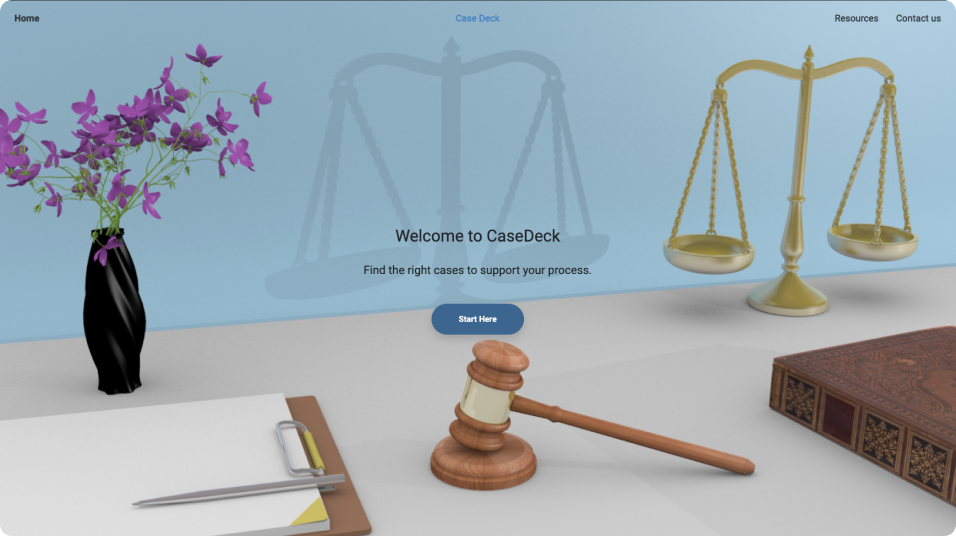 Home
Case Deck
Resources
Contact us
Welcome to CaseDeck
Find the right cases to support your process.
Start Here